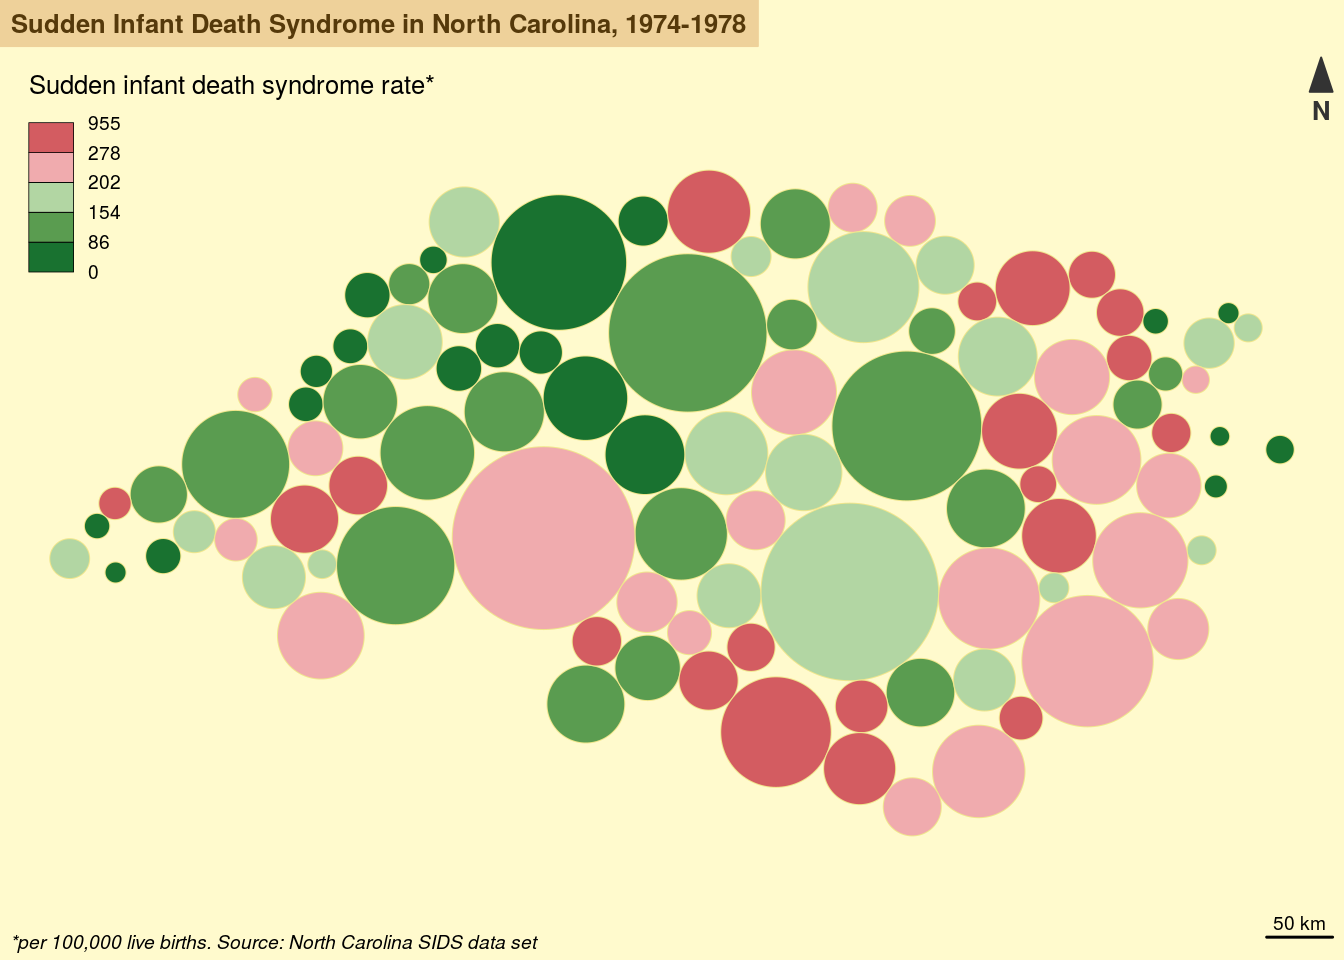 Sudden Infant Death Syndrome in North Carolina, 1974-1978
Sudden infant death syndrome rate*
955
278
202
154
86
0
N
50 km
*per 100,000 live births. Source: North Carolina SIDS data set